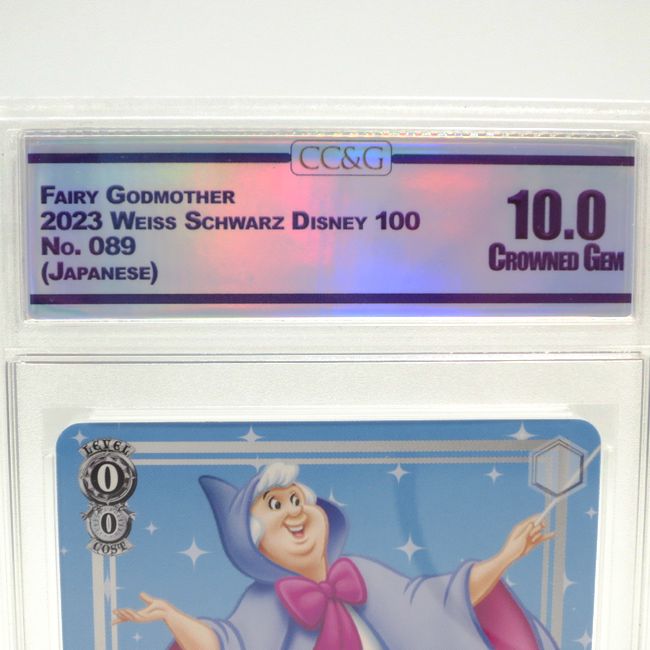 CC&G
FAIRY GODMOTHER
2023 WEISS SCHWARZ DISNEY 100
NO. 089
(JAPANESE)
10.0
CROWNED GEM
LEVEL
0
0
COST